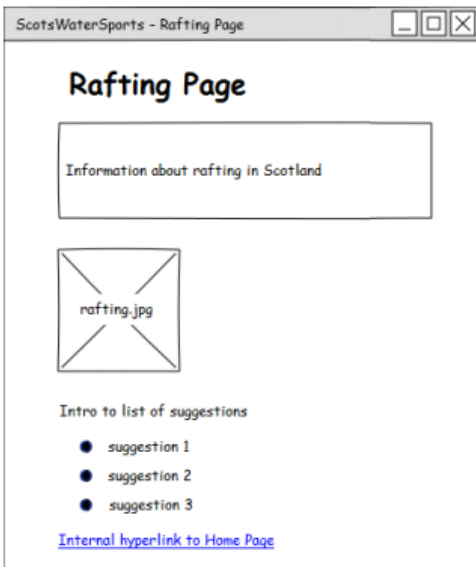 ScotsWaterSports - Rafting Page
Rafting Page
Information about rafting in Scotland
rafting.jpg
Intro to list of suggestions
suggestion 1
suggestion 2
suggestion 3
Internal hyperlink to Home Page